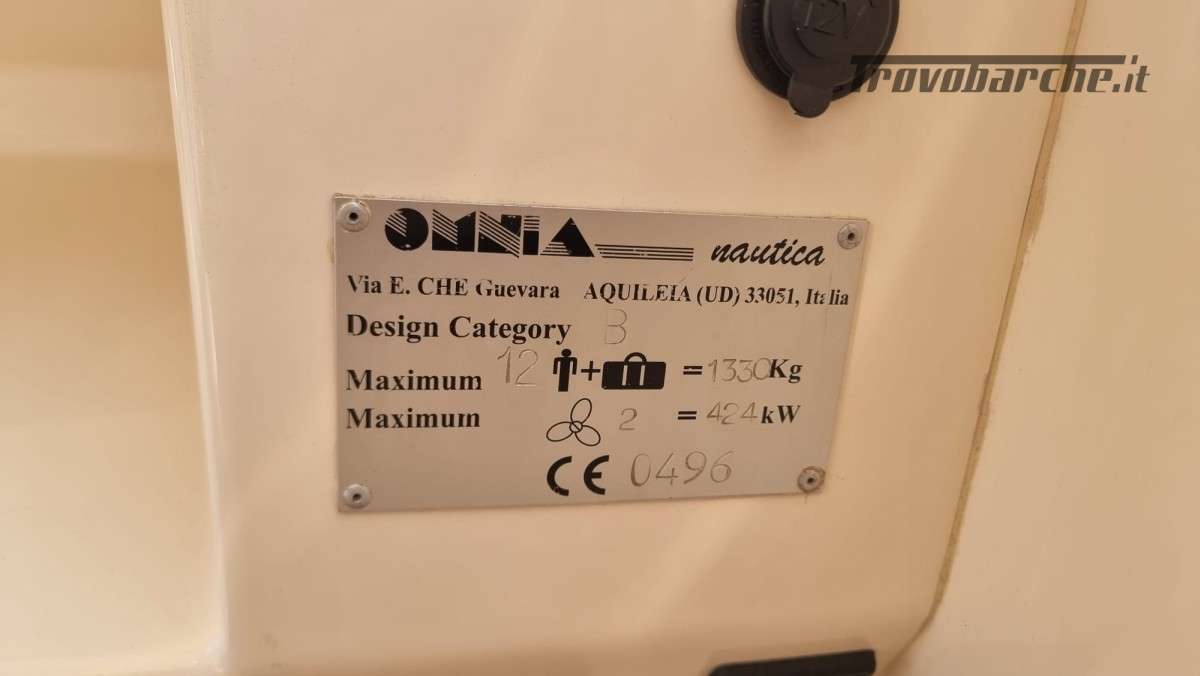 12V
Trovobarche.it
OMNiA nautica
Via E. CHE Guevara AQUILEIA (UD) 33051, Italia
Design Category B
Maximum 12 + = 1330Kg
Maximum 2 = 424kW
CE 0496